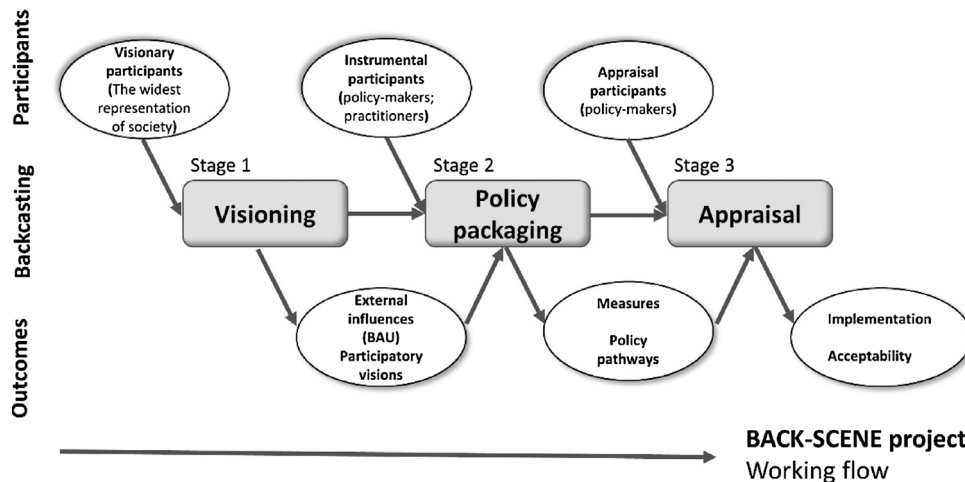 Participants
Visionary
participants
(The widest
representation
of society)
Instrumental
participants
(policy-makers;
practitioners)
Appraisal
participants
(policy-makers)
Backcasting
Stage 1
Visioning
Stage 2
Policy
packaging
Stage 3
Appraisal
Outcomes
External
influences
(BAU)
Participatory
visions
Measures
Policy
pathways
Implementation
Acceptability
BACK-SCENE project
Working flow